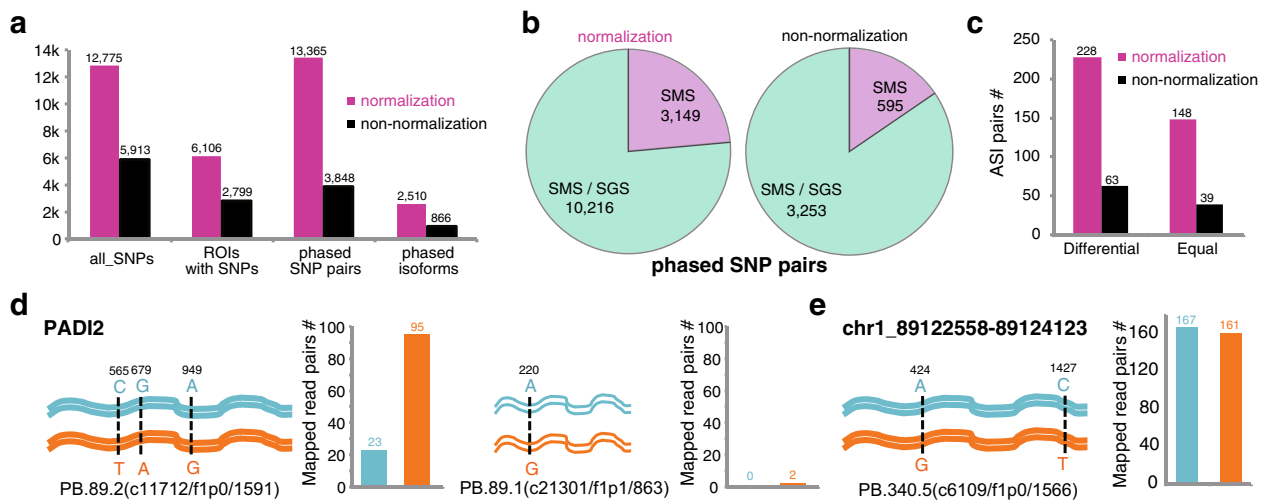 a
14k
12k
10k
8k
6k
4k
2k
0
12,775
5,913
6,106
2,799
13,365
3,848
2,510
866
normalization
non-normalization
all_SNPs
ROIs
with SNPs
phased
SNP pairs
phased
isoforms
b
normalization
SMS
3,149
SMS / SGS
10,216
non-normalization
SMS
595
SMS / SGS
3,253
phased SNP pairs
c
ASI pairs #
250
200
150
100
50
0
228
63
148
39
normalization
non-normalization
Differential
Equal
d
PADI2
565 679 949
C G A
T A G
PB.89.2(c11712/f1p0/1591)
Mapped read pairs #
100
80
60
40
20
0
23
95
220
A
G
PB.89.1(c21301/f1p1/863)
Mapped read pairs #
100
80
60
40
20
0
0
2
e
chr1_89122558-89124123
424 1427
A C
G T
PB.340.5(c6109/f1p0/1566)
Mapped read pairs #
160
120
80
40
0
167
161